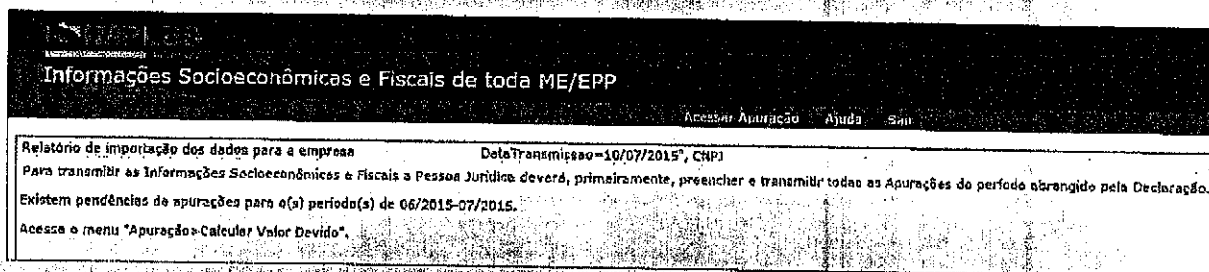 Informações Socioeconômicas e Fiscais de toda ME/EPP
Acessar Apuração Ajuda Sair
Relatório de importação dos dados para a empresa DataTransmissao=10/07/2015", CNPJ
Para transmitir as Informações Socioeconômicas e Fiscais a Pessoa Jurídica deverá, primeiramente, preencher e transmitir todas as Apurações do período abrangido pela Declaração.
Existem pendências de apurações para o(s) período(s) de 06/2015-07/2015.
Acesse o menu "Apuração>Calcular Valor Devido".